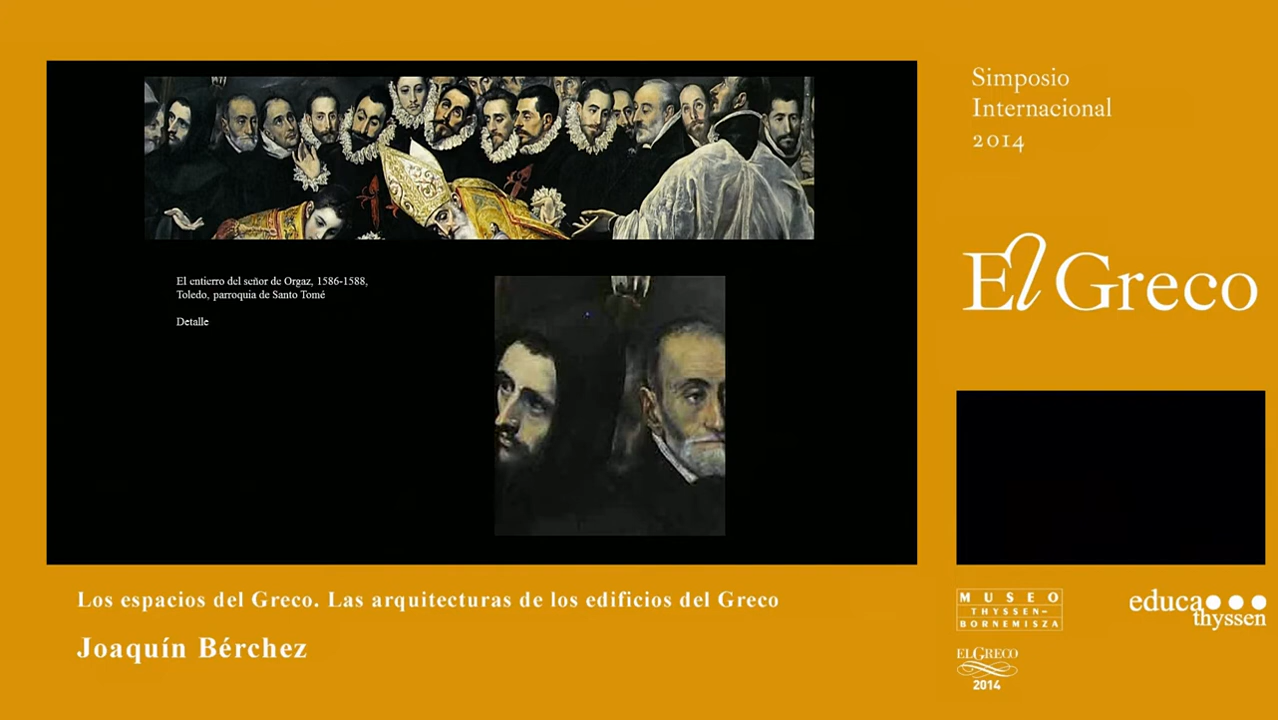 Simposio
Internacional
2014
El Greco
El entierro del señor de Orgaz, 1586-1588,
Toledo, parroquia de Santo Tomé
Detalle
Los espacios del Greco. Las arquitecturas de los edificios del Greco
Joaquín Bérchez
MUSEO
THYSSEN-
BORNEMISZA
educa
thyssen
ELGRECO
2014